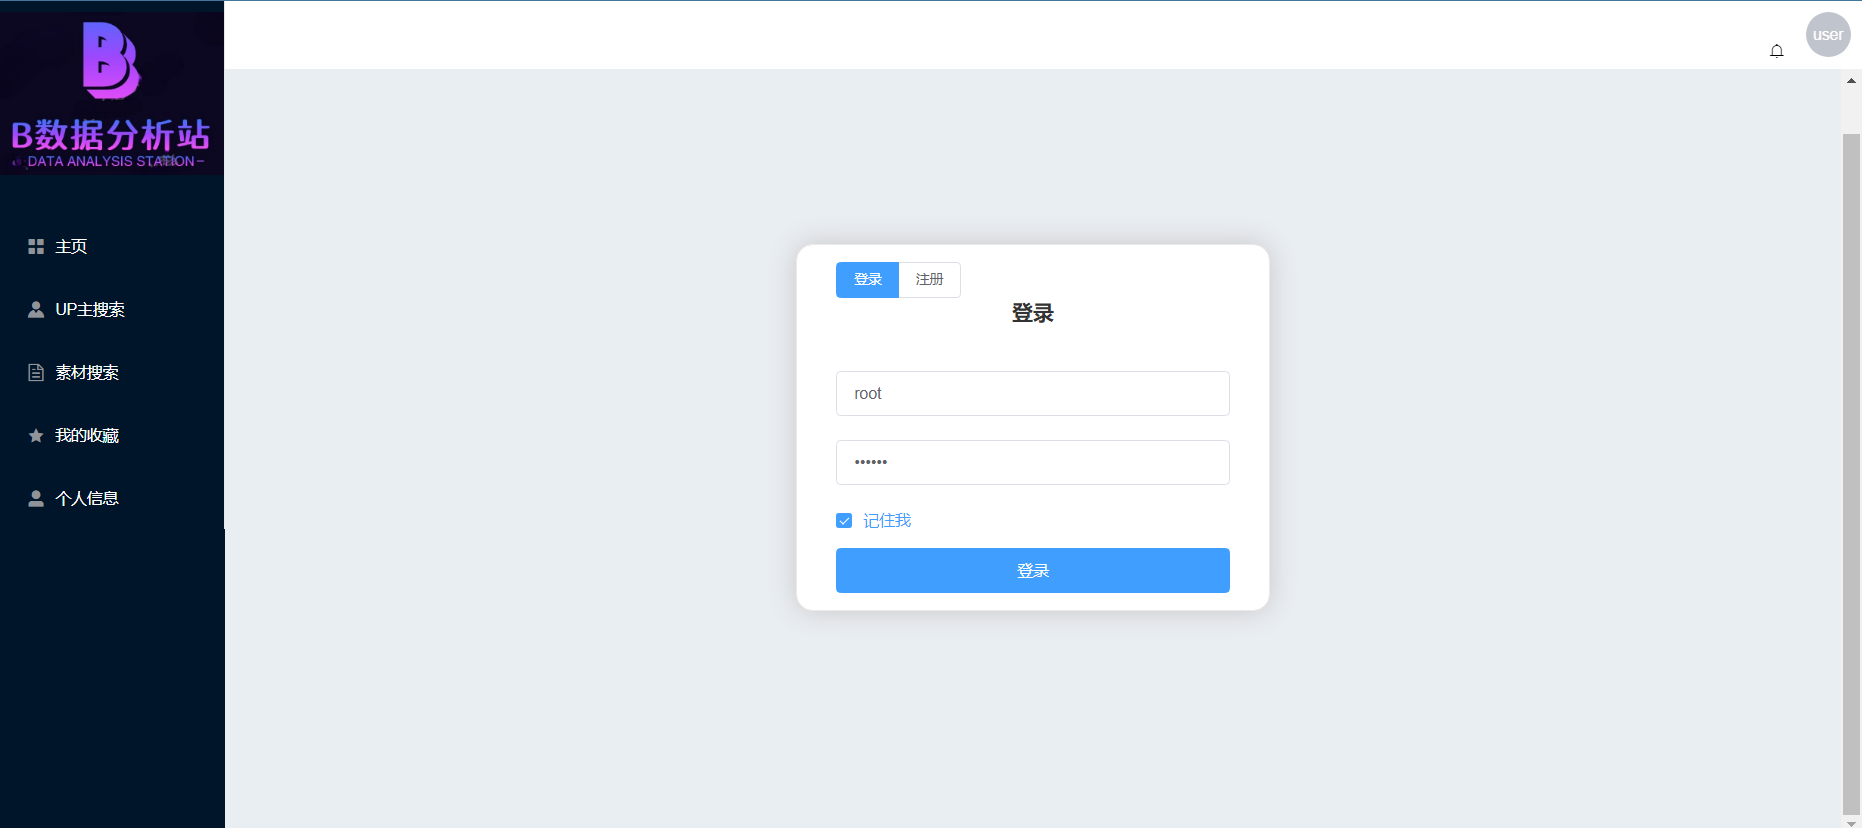 B数据分析站
DATA ANALYSIS STATION
主页
UP主搜索
素材搜索
我的收藏
个人信息
user
登录
注册
登录
root
••••••
记住我
登录